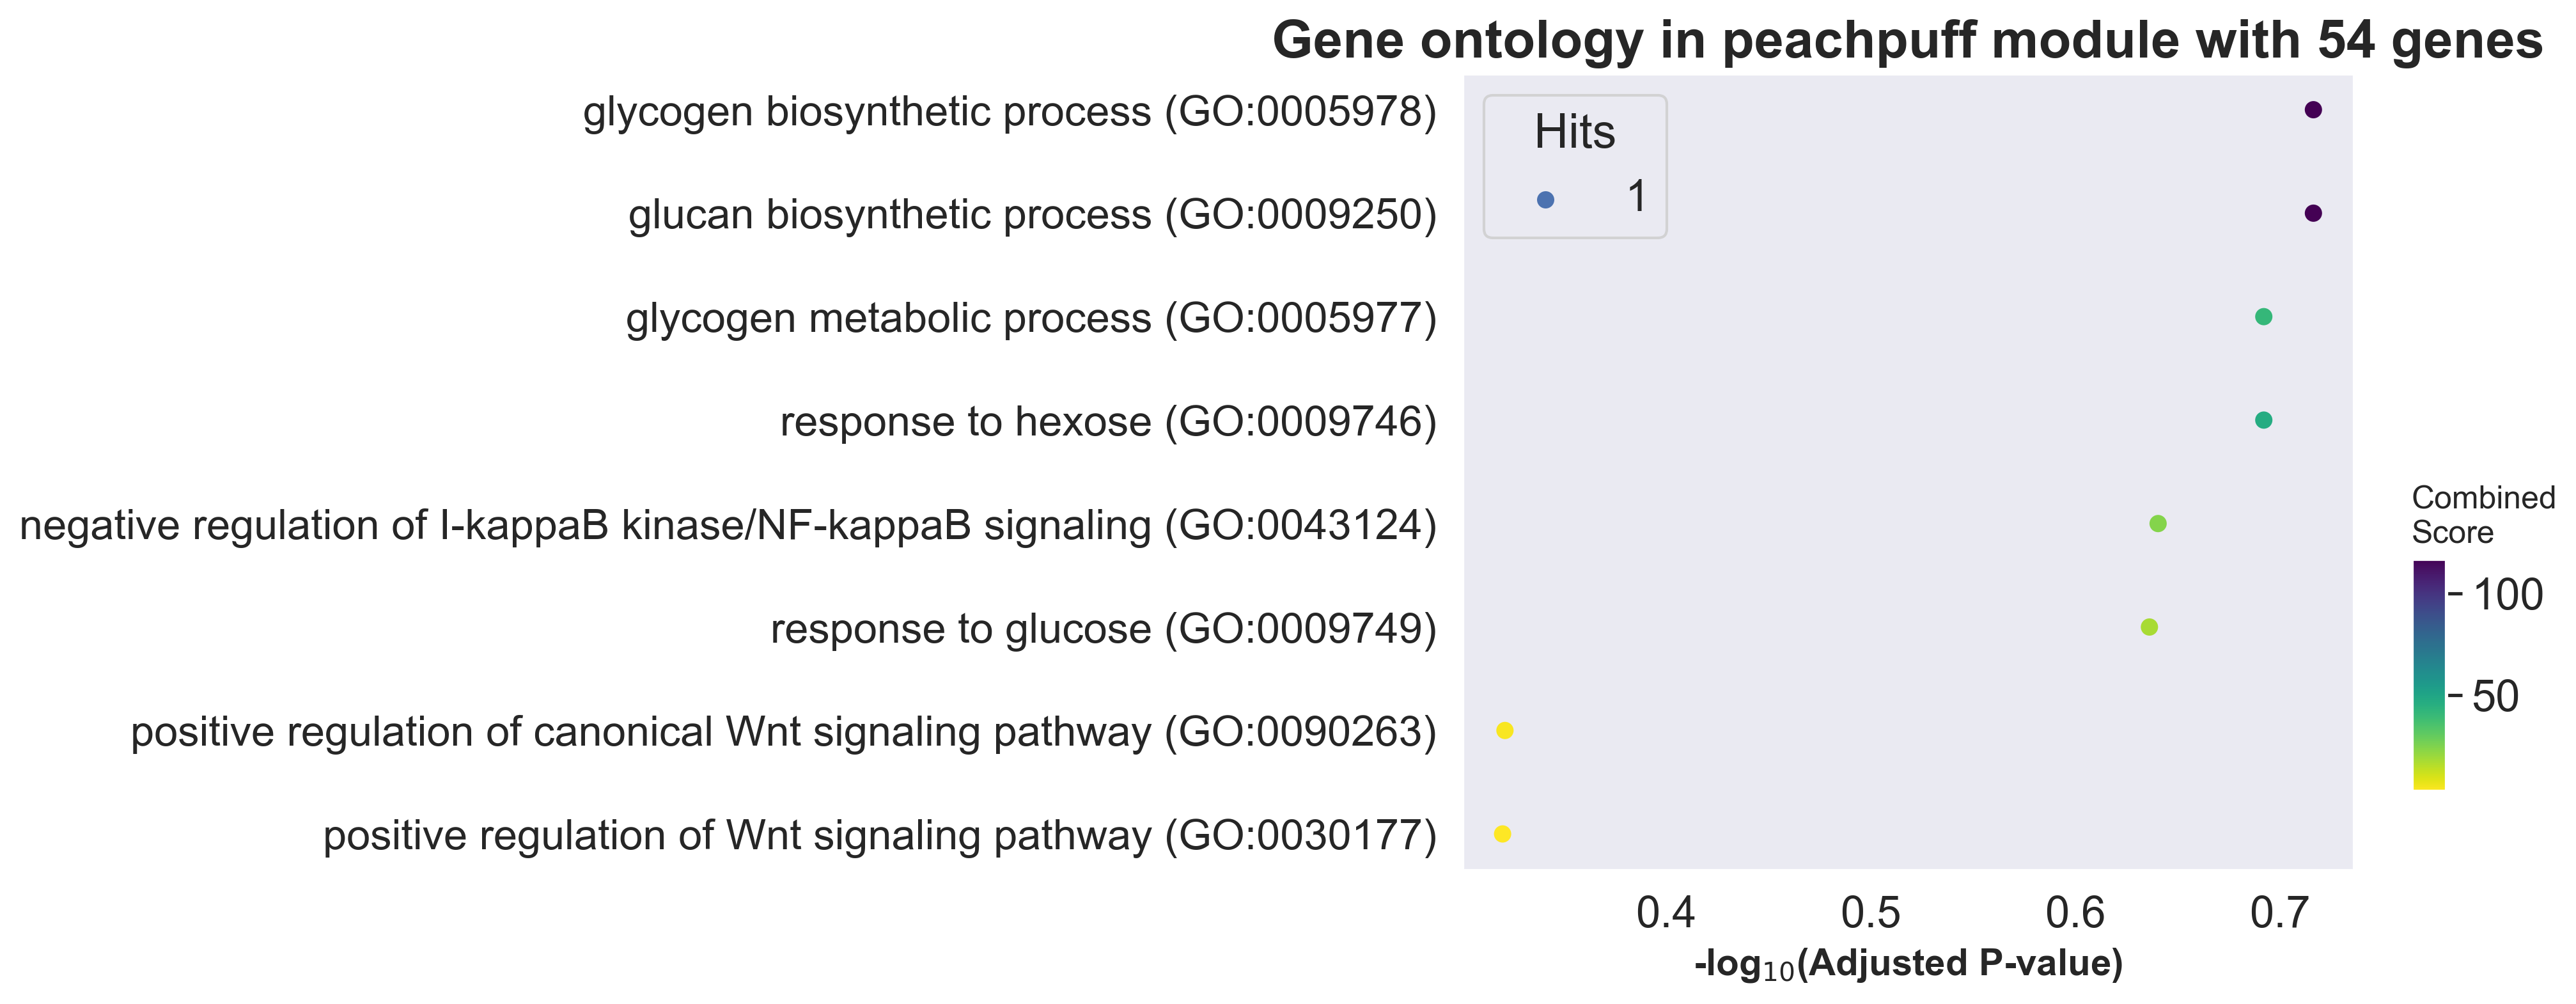 Gene ontology in peachpuff module with 54 genes
glycogen biosynthetic process (GO:0005978)
glucan biosynthetic process (GO:0009250)
glycogen metabolic process (GO:0005977)
response to hexose (GO:0009746)
negative regulation of I-kappaB kinase/NF-kappaB signaling (GO:0043124)
response to glucose (GO:0009749)
positive regulation of canonical Wnt signaling pathway (GO:0090263)
positive regulation of Wnt signaling pathway (GO:0030177)
Hits
1
Combined
Score
100
50
0.4 0.5 0.6 0.7
-log10(Adjusted P-value)